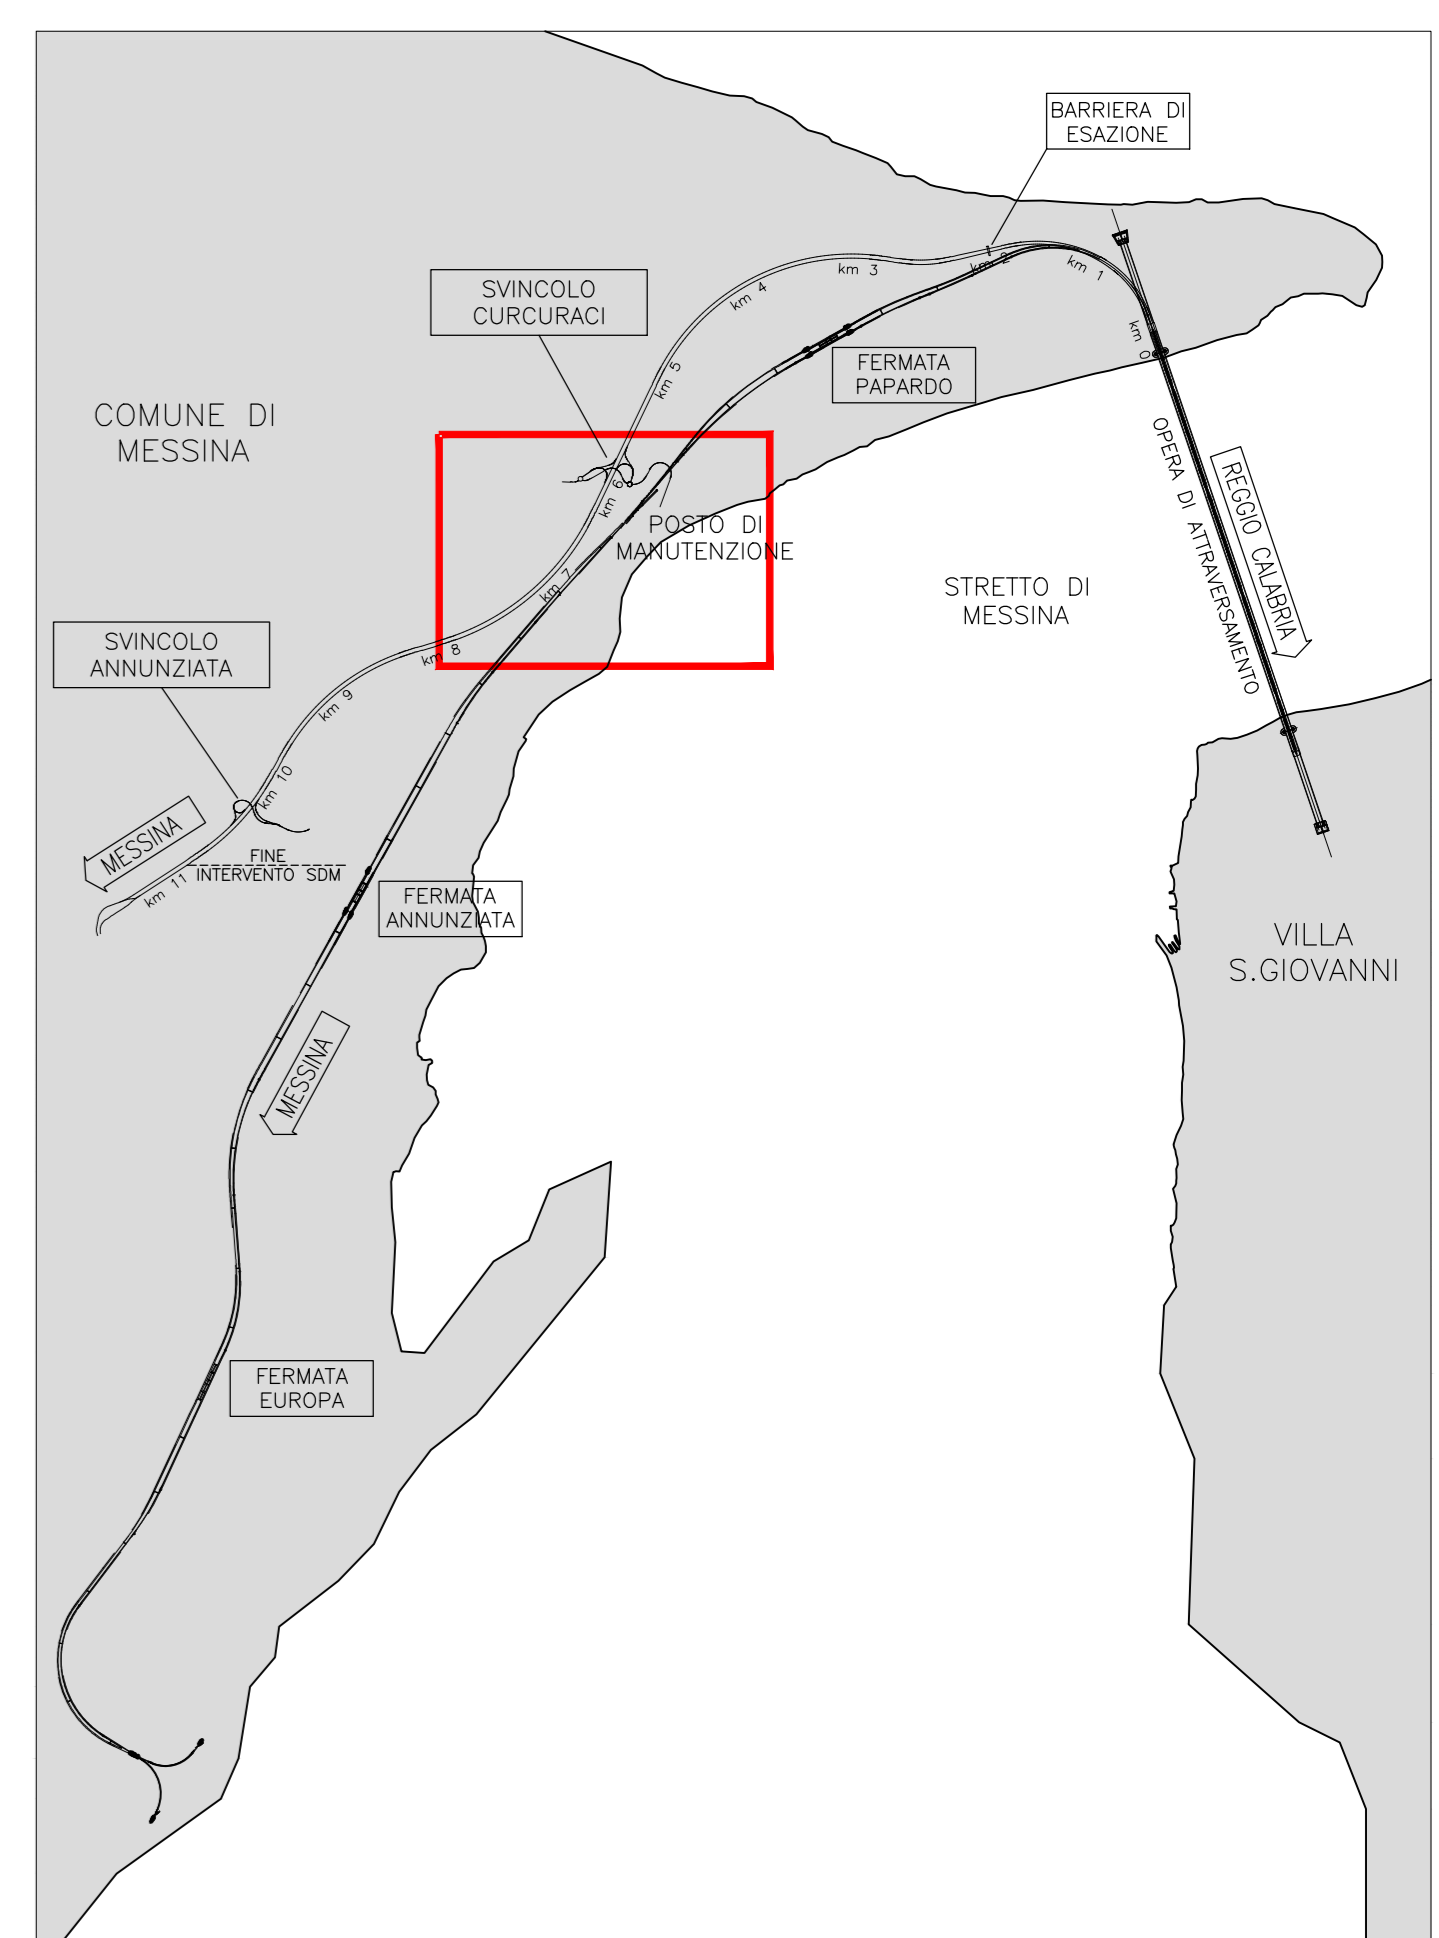 BARRIERA DI
ESAZIONE
km 2
km 1
km 3
km 4
km 0
SVINCOLO
CURCURACI
FERMATA
PAPARDO
km 5
COMUNE DI
MESSINA
OPERA DI ATTRAVERSAMENTO
REGGIO CALABRIA
km 6
POSTO DI
MANUTENZIONE
km 7
STRETTO DI
MESSINA
SVINCOLO
ANNUNZIATA
km 8
km 9
km 10
MESSINA
FINE
INTERVENTO SDM
km 11
FERMATA
ANNUNZIATA
VILLA
S.GIOVANNI
MESSINA
FERMATA
EUROPA